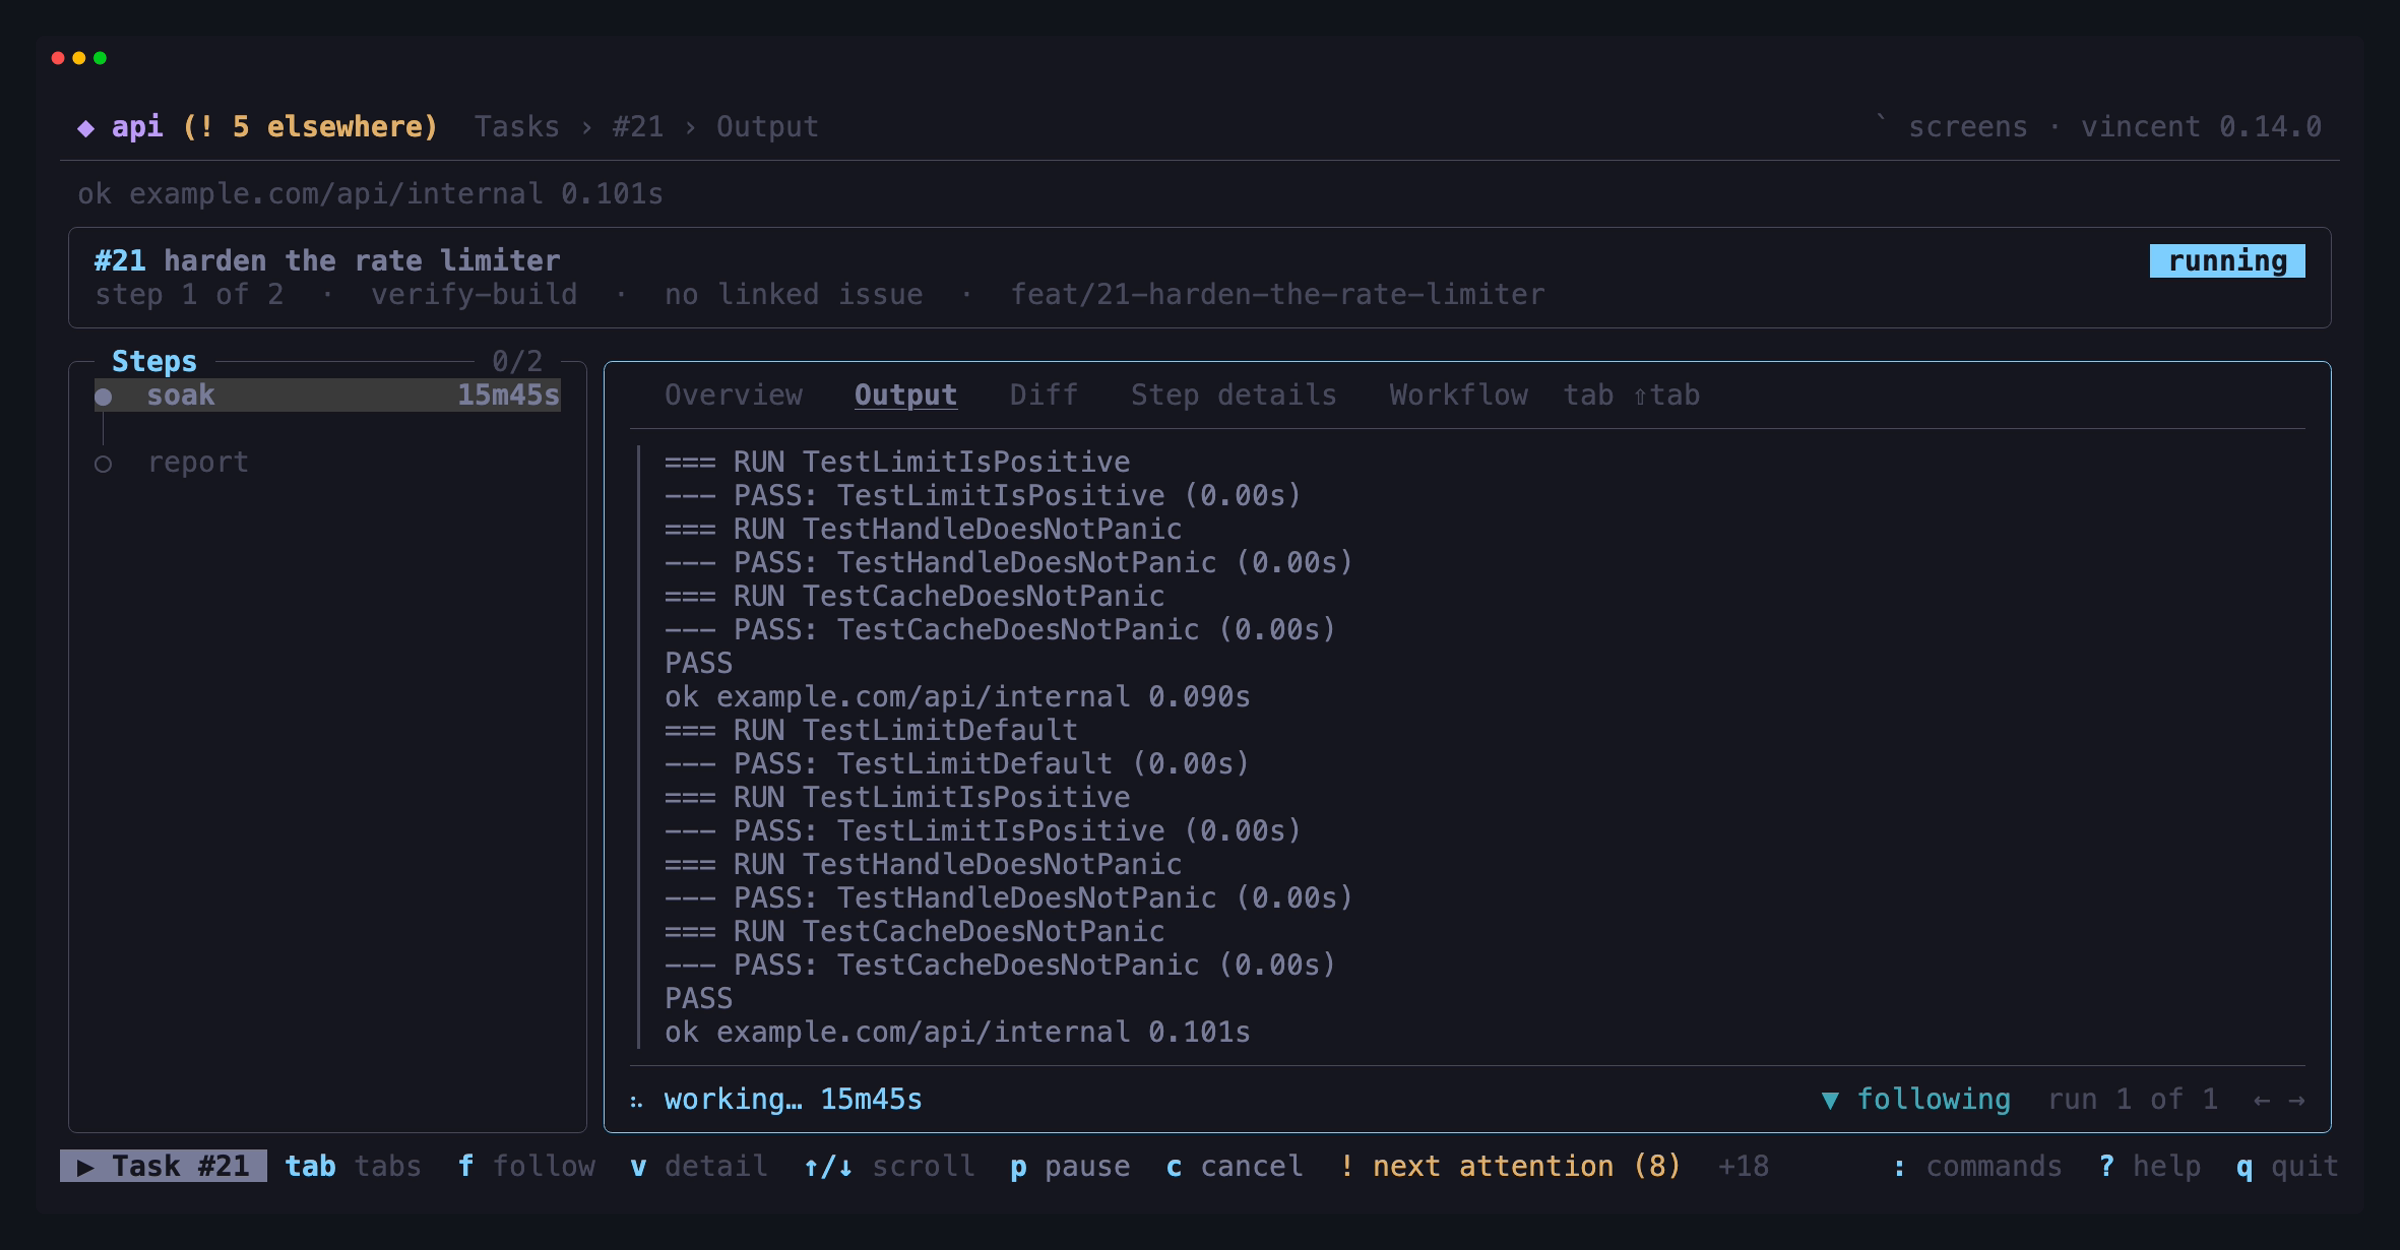 ◆ api (! 5 elsewhere) Tasks › #21 › Output ` screens · vincent 0.14.0
ok example.com/api/internal 0.101s
#21 harden the rate limiter running
step 1 of 2 · verify-build · no linked issue · feat/21-harden-the-rate-limiter
Steps 0/2
● soak 15m45s
○ report
Overview Output Diff Step details Workflow tab ⇧tab
=== RUN TestLimitIsPositive
--- PASS: TestLimitIsPositive (0.00s)
=== RUN TestHandleDoesNotPanic
--- PASS: TestHandleDoesNotPanic (0.00s)
=== RUN TestCacheDoesNotPanic
--- PASS: TestCacheDoesNotPanic (0.00s)
PASS
ok example.com/api/internal 0.090s
=== RUN TestLimitDefault
--- PASS: TestLimitDefault (0.00s)
=== RUN TestLimitIsPositive
--- PASS: TestLimitIsPositive (0.00s)
=== RUN TestHandleDoesNotPanic
--- PASS: TestHandleDoesNotPanic (0.00s)
=== RUN TestCacheDoesNotPanic
--- PASS: TestCacheDoesNotPanic (0.00s)
PASS
ok example.com/api/internal 0.101s
working… 15m45s ▼ following run 1 of 1 ← →
▶ Task #21 tab tabs f follow v detail ↑/↓ scroll p pause c cancel ! next attention (8) +18 : commands ? help q quit